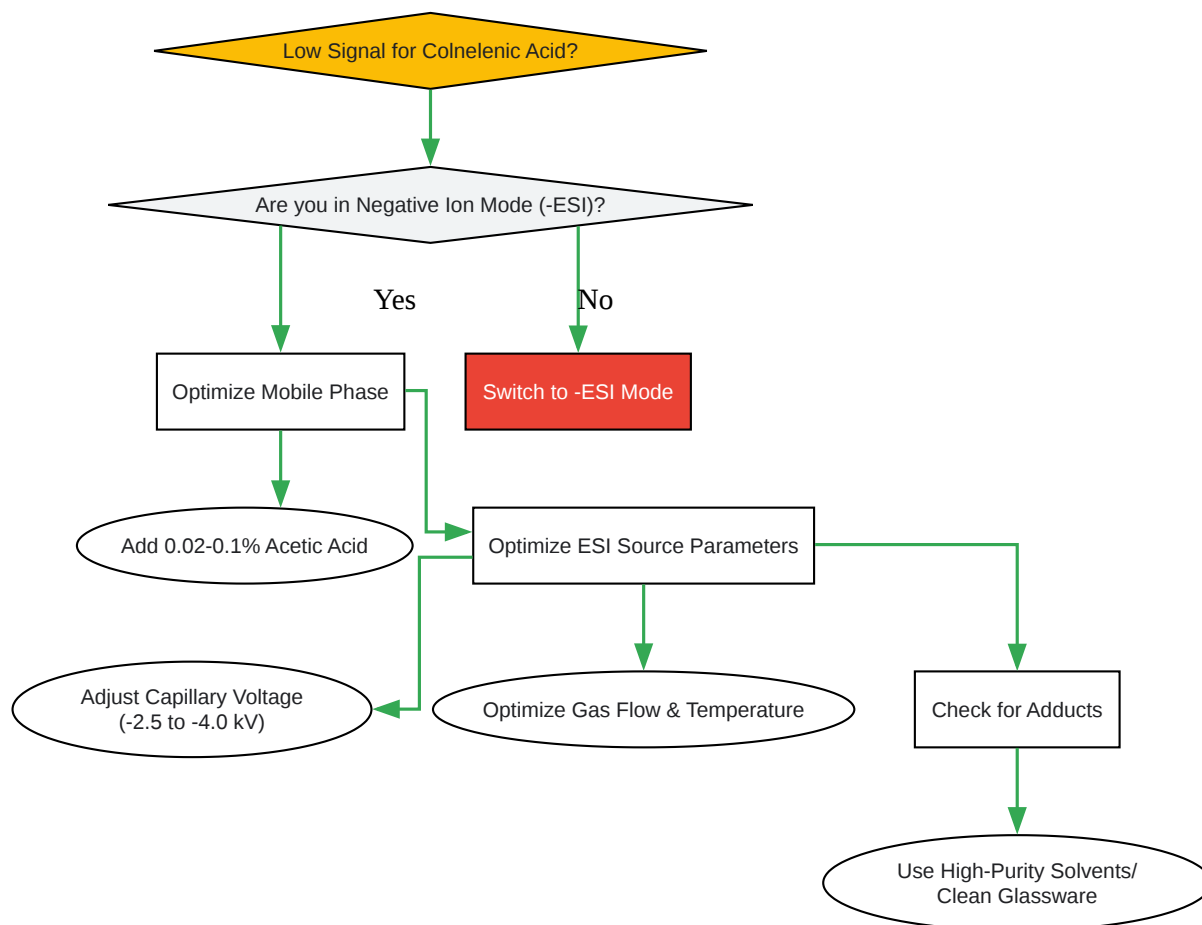 Low Signal for Colnelenic Acid?
Are you in Negative Ion Mode (-ESI)?
Yes
No
Optimize Mobile Phase
Switch to -ESI Mode
Add 0.02-0.1% Acetic Acid
Optimize ESI Source Parameters
Adjust Capillary Voltage
(-2.5 to -4.0 kV)
Optimize Gas Flow & Temperature
Check for Adducts
Use High-Purity Solvents/
Clean Glassware